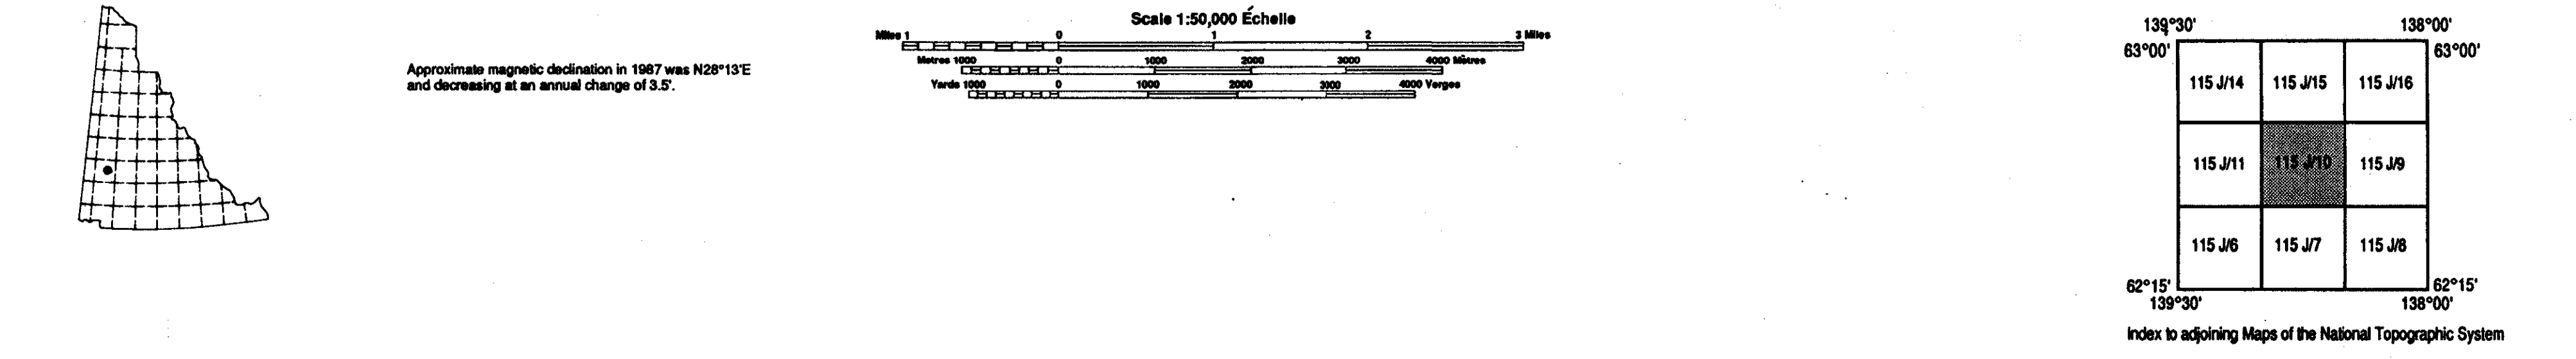 Approximate magnetic declination in 1987 was N28°13'E
and decreasing at an annual change of 3.5'.
Scale 1:50,000 Échelle
Miles 1 0 1 2 3 Miles
Metres 1000 0 1000 2000 3000 4000 Mètres
Yards 1000 0 1000 2000 3000 4000 Verges
139°30' 138°00'
63°00' 63°00'
115 J/14 115 J/15 115 J/16
115 J/11 115 J/10 115 J/9
115 J/6 115 J/7 115 J/8
62°15' 62°15'
139°30' 138°00'
Index to adjoining Maps of the National Topographic System